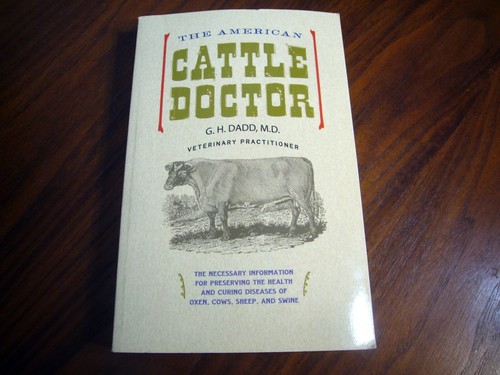 THE AMERICAN
CATTLE
DOCTOR
G. H. DADD, M.D.
VETERINARY PRACTITIONER
THE NECESSARY INFORMATION
FOR PRESERVING THE HEALTH
AND CURING DISEASES OF
OXEN, COWS, SHEEP, AND SWINE